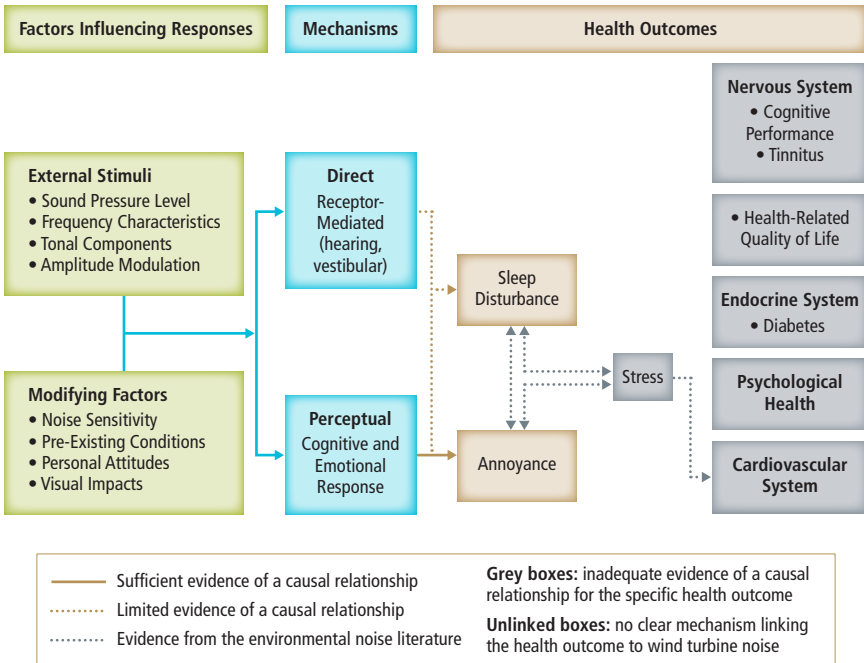 Factors Influencing Responses
Mechanisms
Health Outcomes
External Stimuli
• Sound Pressure Level
• Frequency Characteristics
• Tonal Components
• Amplitude Modulation
Modifying Factors
• Noise Sensitivity
• Pre-Existing Conditions
• Personal Attitudes
• Visual Impacts
Direct
Receptor-
Mediated
(hearing,
vestibular)
Perceptual
Cognitive and
Emotional
Response
Sleep
Disturbance
Annoyance
Stress
Nervous System
• Cognitive
Performance
• Tinnitus
• Health-Related
Quality of Life
Endocrine System
• Diabetes
Psychological
Health
Cardiovascular
System
Sufficient evidence of a causal relationship
Limited evidence of a causal relationship
Evidence from the environmental noise literature
Grey boxes: inadequate evidence of a causal
relationship for the specific health outcome
Unlinked boxes: no clear mechanism linking
the health outcome to wind turbine noise